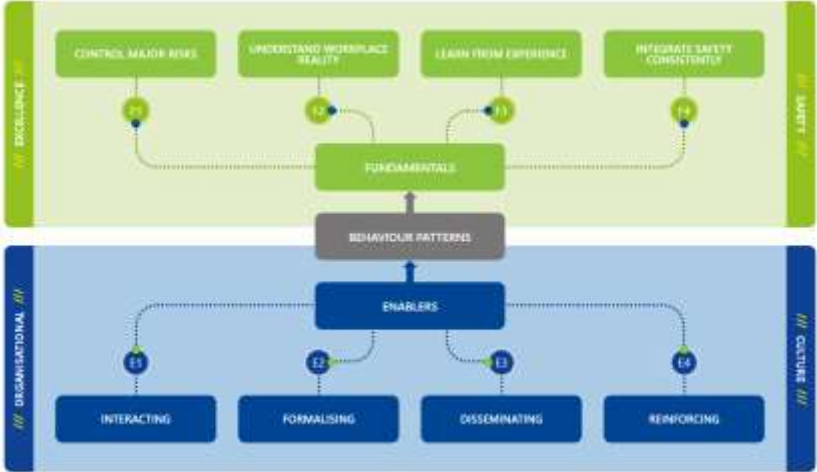 CONTROL MAJOR RISKS
UNDERSTAND WORKPLACE
REALITY
LEARN FROM EXPERIENCE
INTEGRATE SAFETY
CONSISTENTLY
/// EXCELLENCE ///
/// SAFETY ///
F1
F2
F3
F4
FUNDAMENTALS
BEHAVIOUR PATTERNS
ENABLERS
/// ORGANISATIONAL ///
/// CULTURE ///
E1
E2
E3
E4
INTERACTING
FORMALISING
DISSEMINATING
REINFORCING